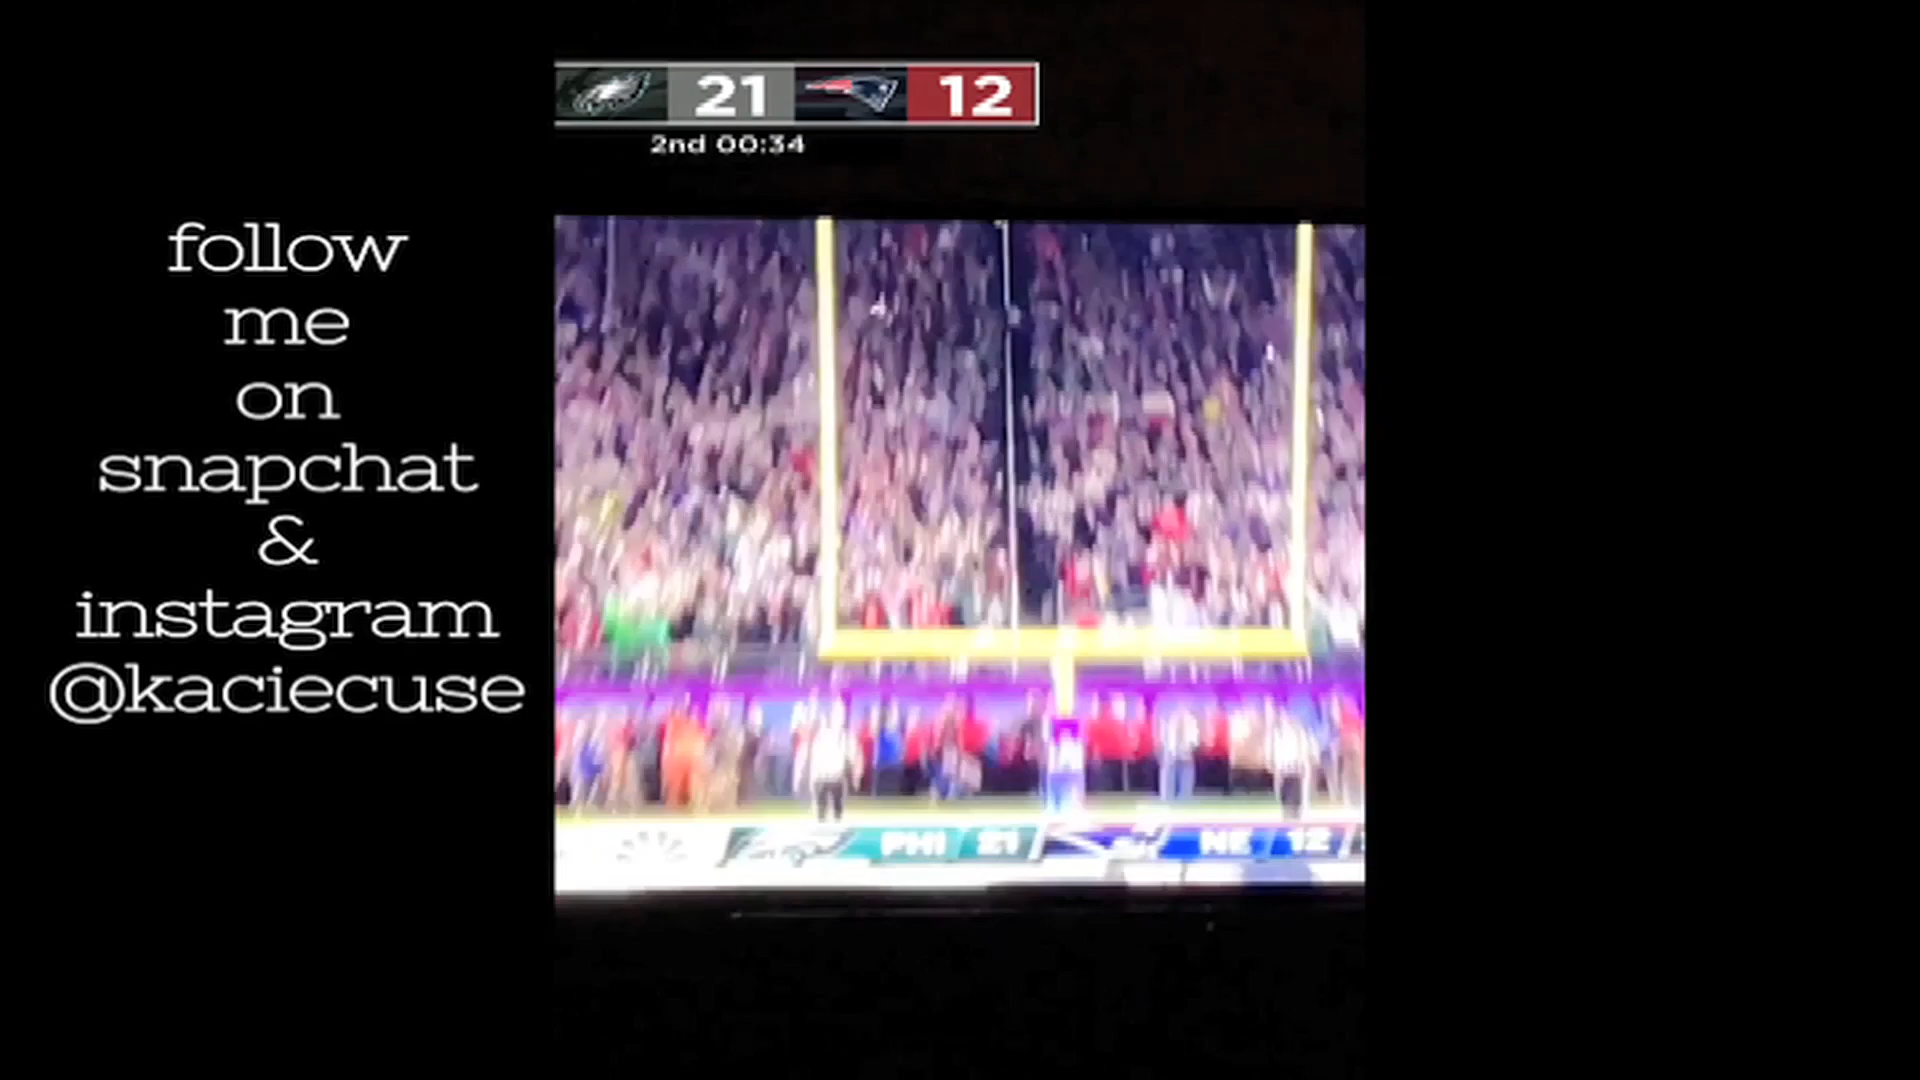 21 12
2nd 00:34
follow
me
on
snapchat
&
instagram
@kaciecuse
PHI 21 NE 12